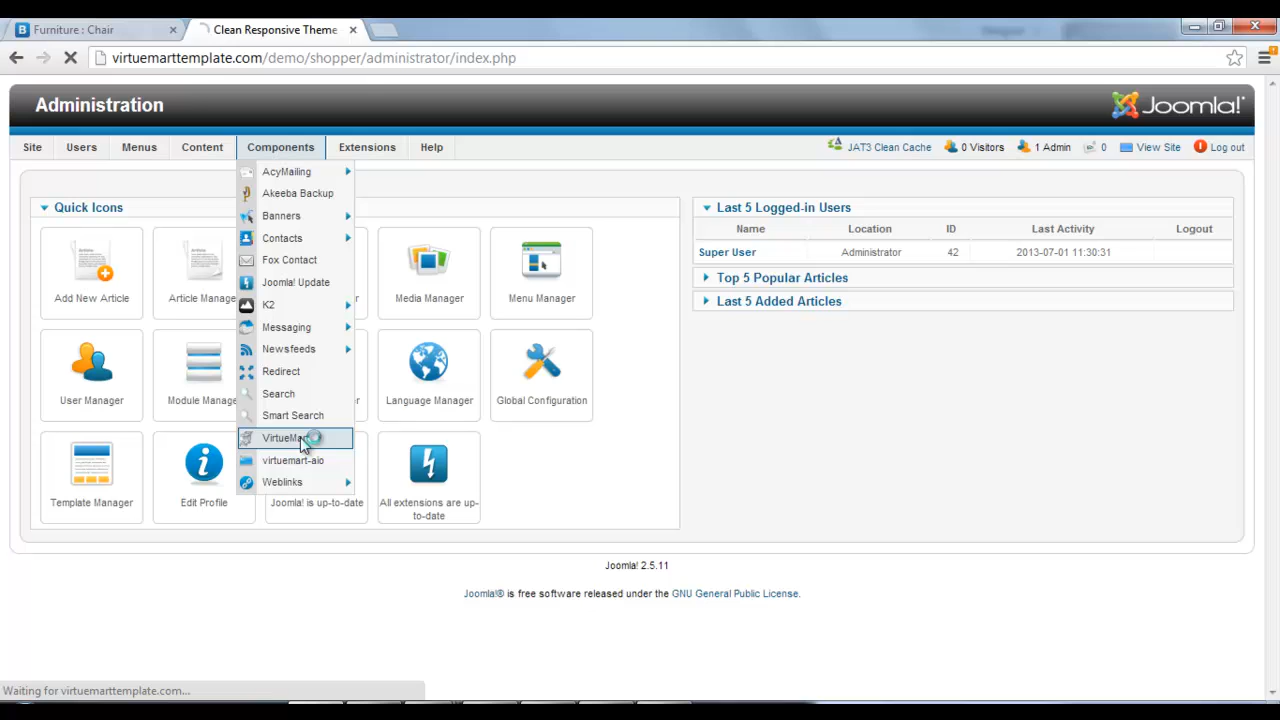 Furniture : Chair
Clean Responsive Theme
virtuemarttemplate.com/demo/shopper/administrator/index.php
Administration
Joomla!
Site Users Menus Content Components Extensions Help
JAT3 Clean Cache 0 Visitors 1 Admin 0 View Site Log out
AcyMailing
Akeeba Backup
Banners
Contacts
Fox Contact
Joomla! Update
K2
Messaging
Newsfeeds
Redirect
Search
Smart Search
VirtueMart
virtuemart-aio
Weblinks
Quick Icons
Add New Article
Article Manager
Media Manager
Menu Manager
User Manager
Module Manager
Language Manager
Global Configuration
Template Manager
Edit Profile
Joomla! is up-to-date
All extensions are up-
to-date
Last 5 Logged-in Users
Name Location ID Last Activity Logout
Super User Administrator 42 2013-07-01 11:30:31
Top 5 Popular Articles
Last 5 Added Articles
Joomla! 2.5.11
Joomla!® is free software released under the GNU General Public License.
Waiting for virtuemarttemplate.com...